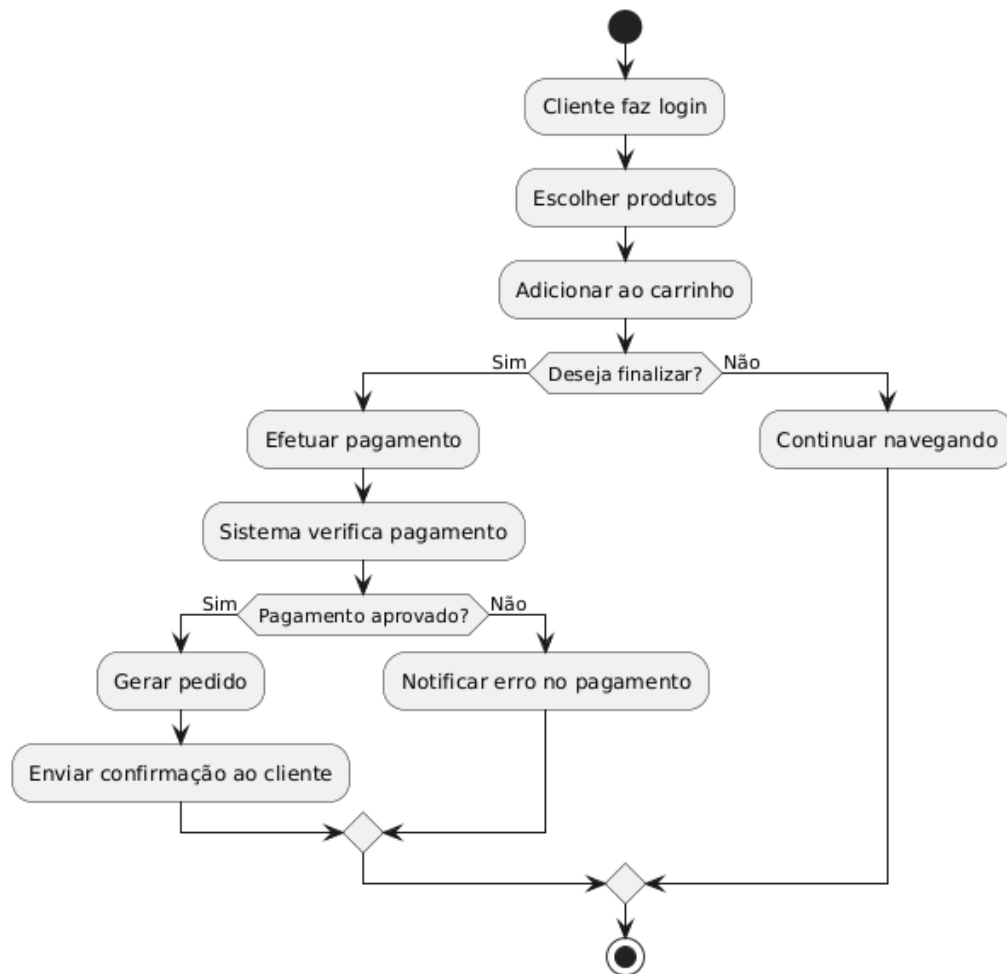 Cliente faz login
Escolher produtos
Adicionar ao carrinho
Sim
Deseja finalizar?
Não
Efetuar pagamento
Continuar navegando
Sistema verifica pagamento
Sim
Pagamento aprovado?
Não
Gerar pedido
Notificar erro no pagamento
Enviar confirmação ao cliente